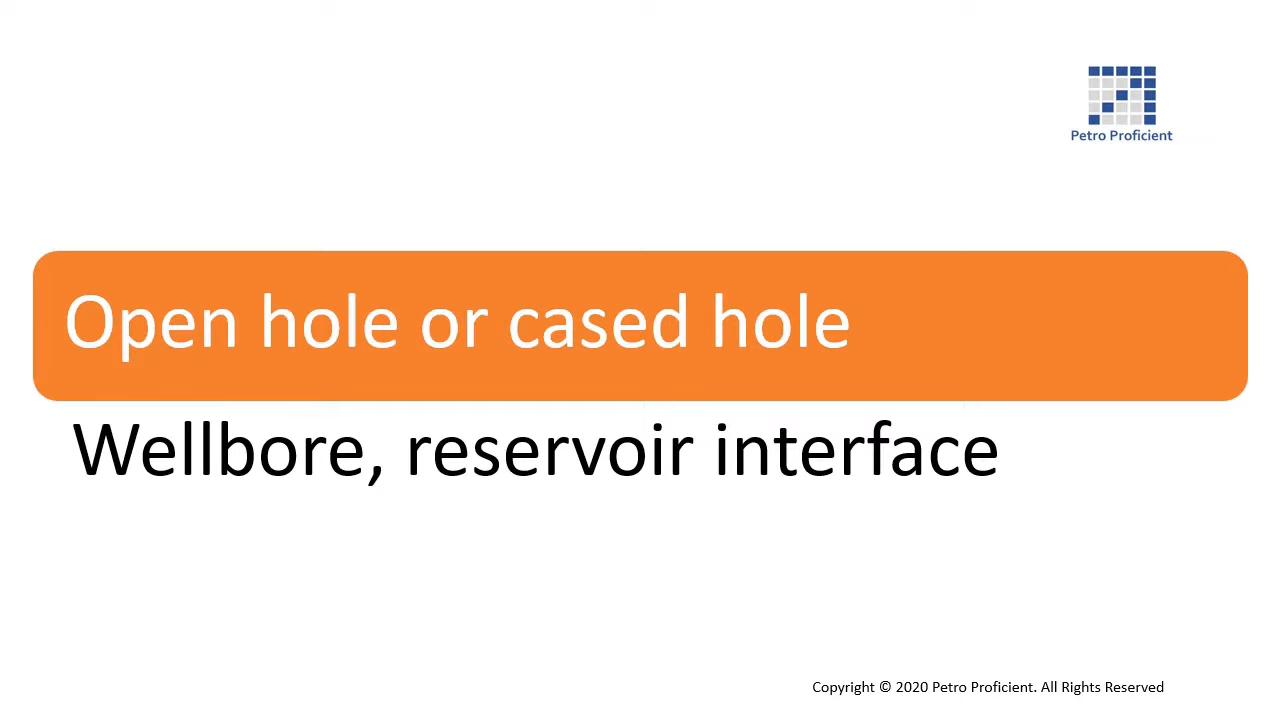 Petro Proficient
Open hole or cased hole
Wellbore, reservoir interface
Copyright © 2020 Petro Proficient. All Rights Reserved